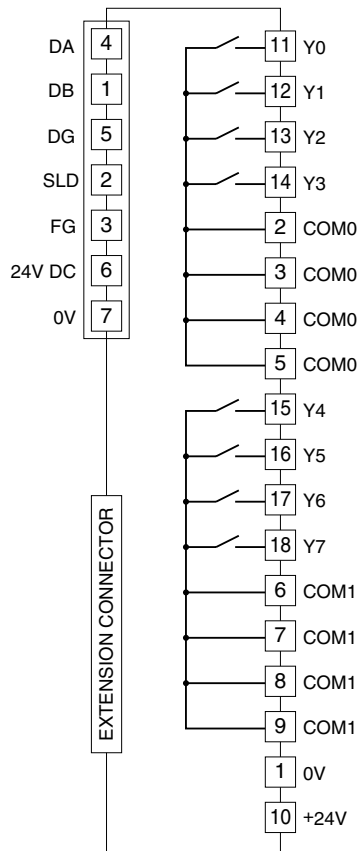 DA 4
DB 1
DG 5
SLD 2
FG 3
24V DC 6
0V 7
EXTENSION CONNECTOR
11 Y0
12 Y1
13 Y2
14 Y3
2 COM0
3 COM0
4 COM0
5 COM0
15 Y4
16 Y5
17 Y6
18 Y7
6 COM1
7 COM1
8 COM1
9 COM1
1 0V
10 +24V